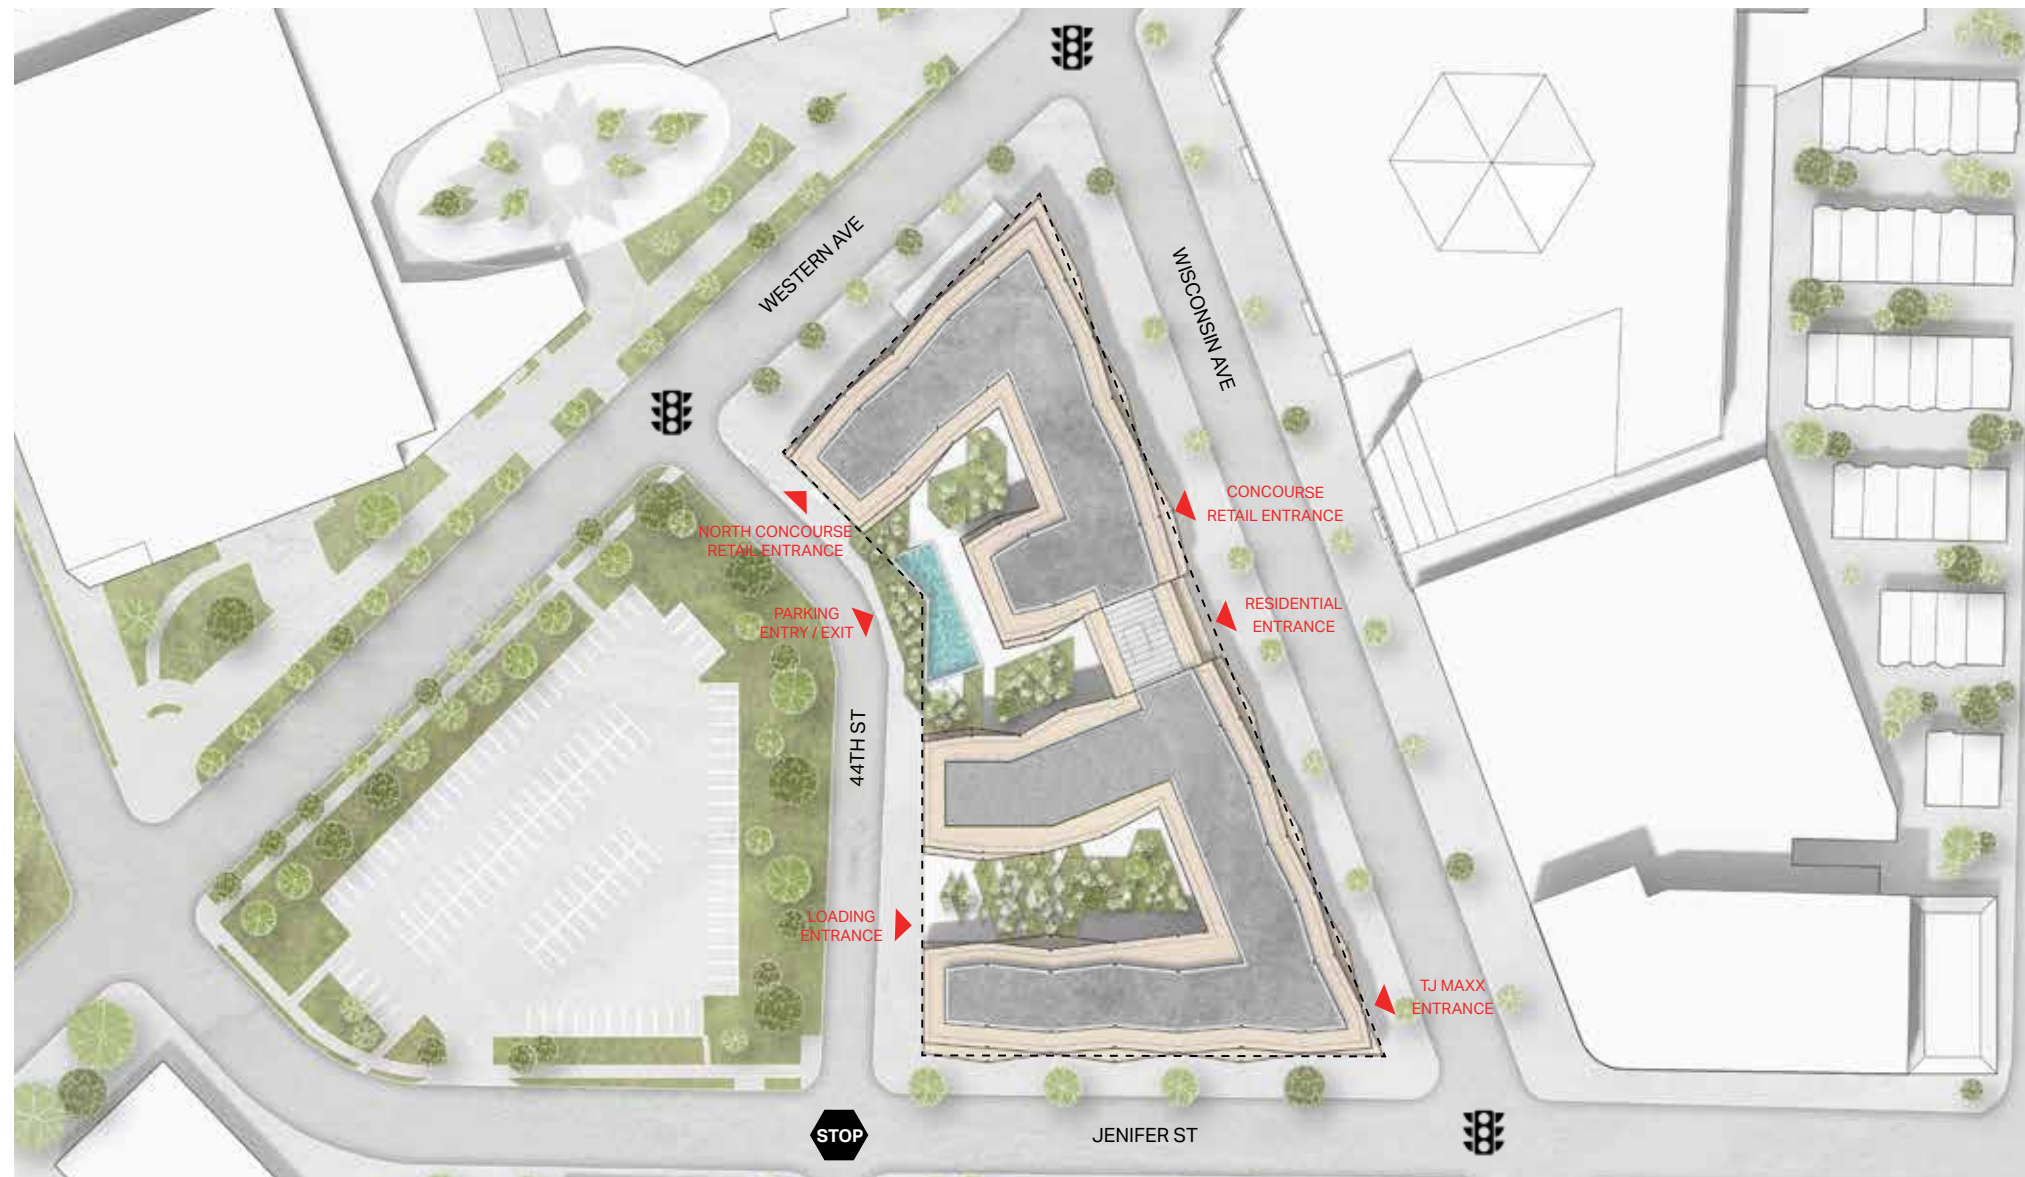 WESTERN AVE
WISCONSIN AVE
CONCOURSE
RETAIL ENTRANCE
NORTH CONCOURSE
RETAIL ENTRANCE
RESIDENTIAL
ENTRANCE
PARKING
ENTRY / EXIT
44TH ST
LOADING
ENTRANCE
TJ MAXX
ENTRANCE
STOP
JENIFER ST